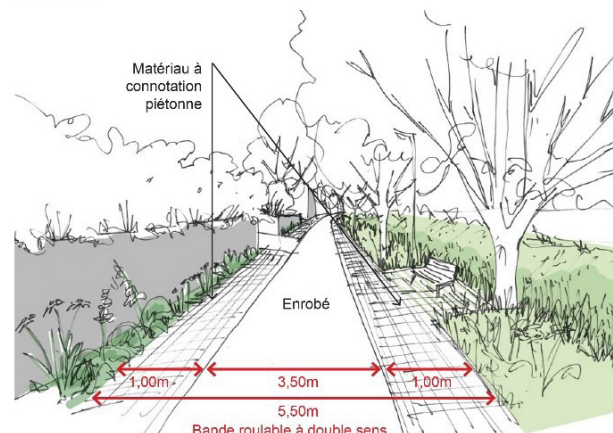 Matériau à
connotation
piétonne
Enrobé
1,00m
3,50m
1,00m
5,50m
Bande roulable à double sens